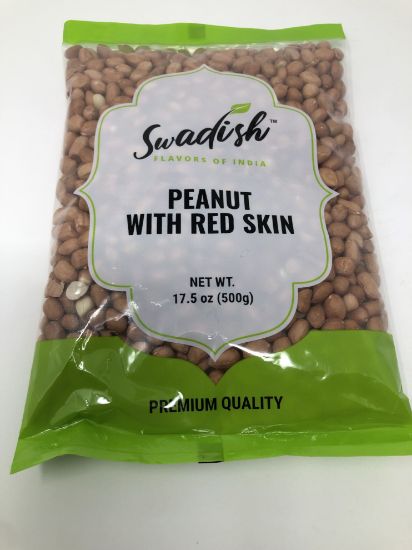 Swadish™
FLAVORS OF INDIA
PEANUT
WITH RED SKIN
NET WT.
17.5 oz (500g)
PREMIUM QUALITY